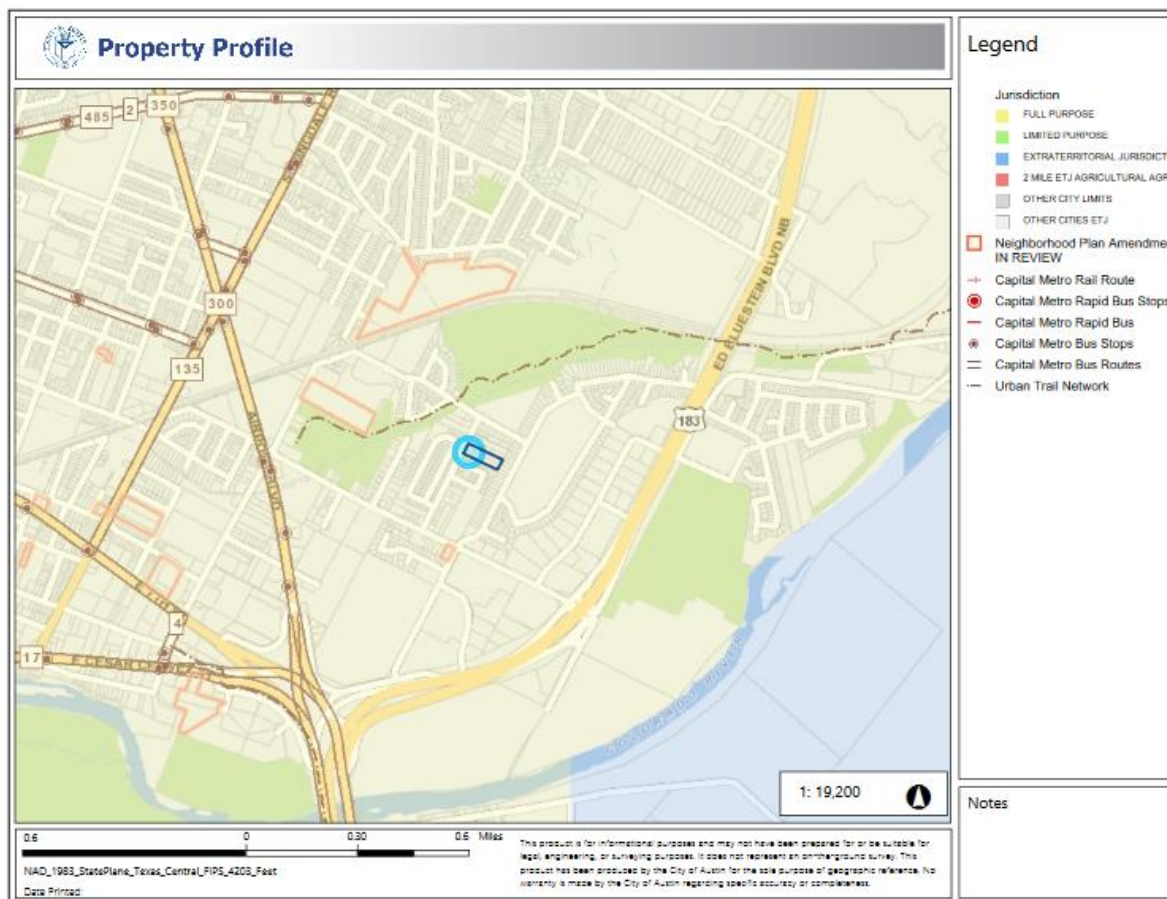 Property Profile
Legend
Jurisdiction
FULL PURPOSE
LIMITED PURPOSE
EXTRATERRITORIAL JURISDICT
2 MILE ETJ AGRICULTURAL AGR
OTHER CITY LIMITS
OTHER CITIES ETJ
Neighborhood Plan Amendme
IN REVIEW
Capital Metro Rail Route
Capital Metro Rapid Bus Stops
Capital Metro Rapid Bus
Capital Metro Bus Stops
Capital Metro Bus Routes
Urban Trail Network
Notes
350
485
2
300
135
ED BLUESTEIN BLVD NB
183
AIRPORT BLVD
E 7TH ST
4
17
E CESAR CHAVEZ
1: 19,200
0.6
0
0.30
0.6 Miles
NAD_1983_StatePlane_Texas_Central_FIPS_4203_Feet
Date Printed:
This product is for informational purposes and may not have been prepared for or be suitable for
legal, engineering, or surveying purposes. It does not represent an on-the-ground survey. This
product has been produced by the City of Austin for the sole purpose of geographic reference. No
warranty is made by the City of Austin regarding specific accuracy or completeness.